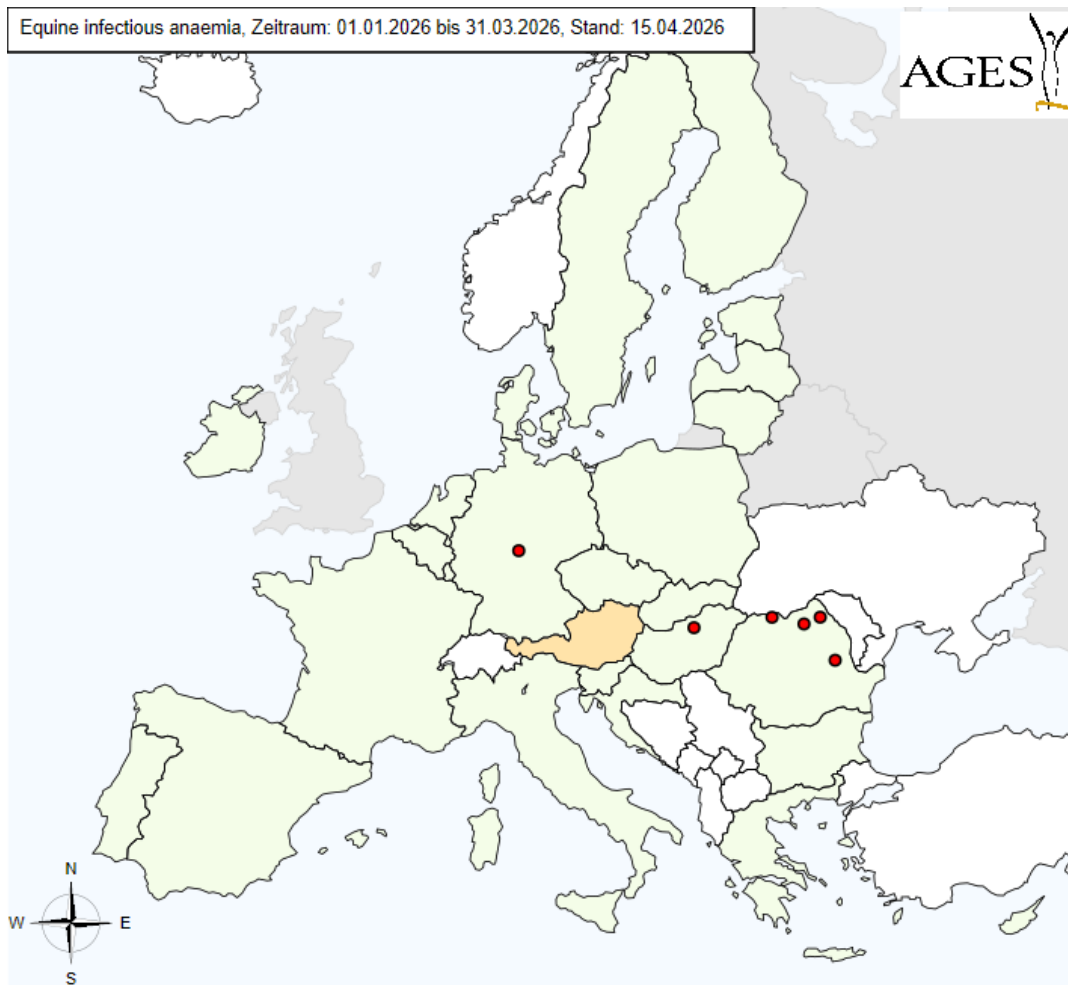 Equine infectious anaemia, Zeitraum: 01.01.2026 bis 31.03.2026, Stand: 15.04.2026
AGES
N
W
E
S